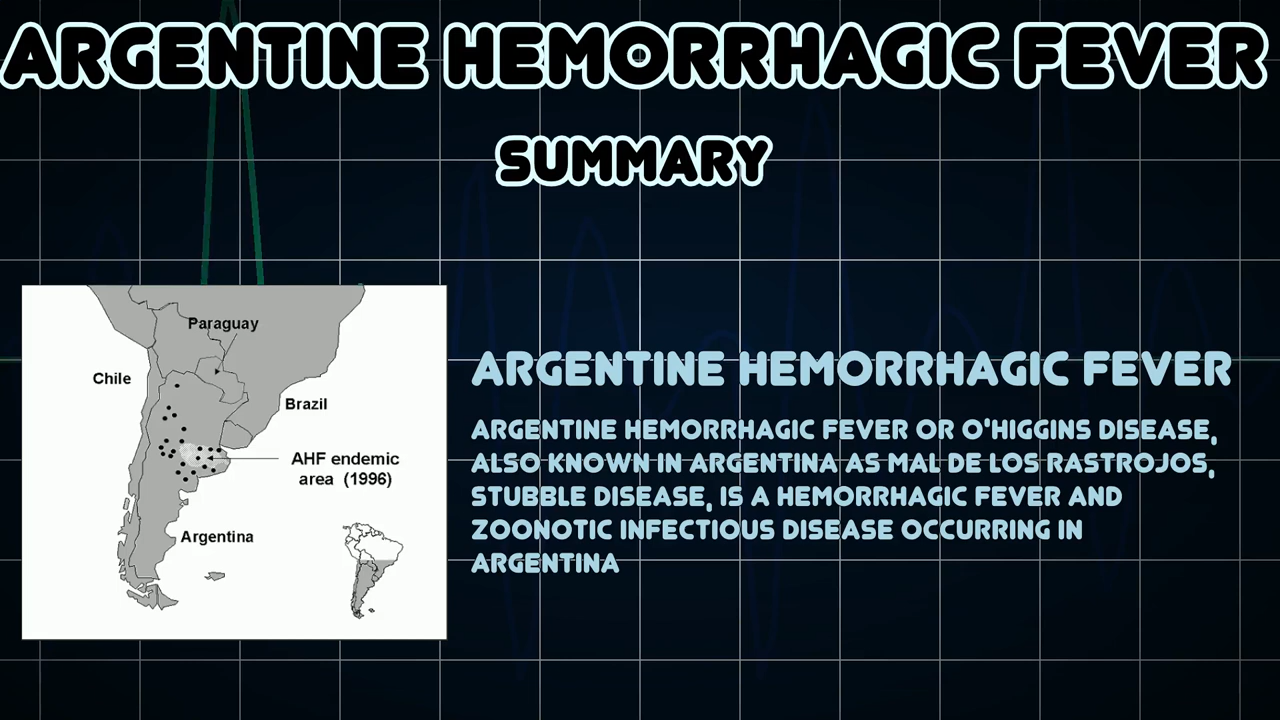 ARGENTINE HEMORRHAGIC FEVER
SUMMARY
Paraguay
Chile
Brazil
AHF endemic
area (1996)
Argentina
ARGENTINE HEMORRHAGIC FEVER
ARGENTINE HEMORRHAGIC FEVER OR O'HIGGINS DISEASE,
ALSO KNOWN IN ARGENTINA AS MAL DE LOS RASTROJOS,
STUBBLE DISEASE, IS A HEMORRHAGIC FEVER AND
ZOONOTIC INFECTIOUS DISEASE OCCURRING IN
ARGENTINA